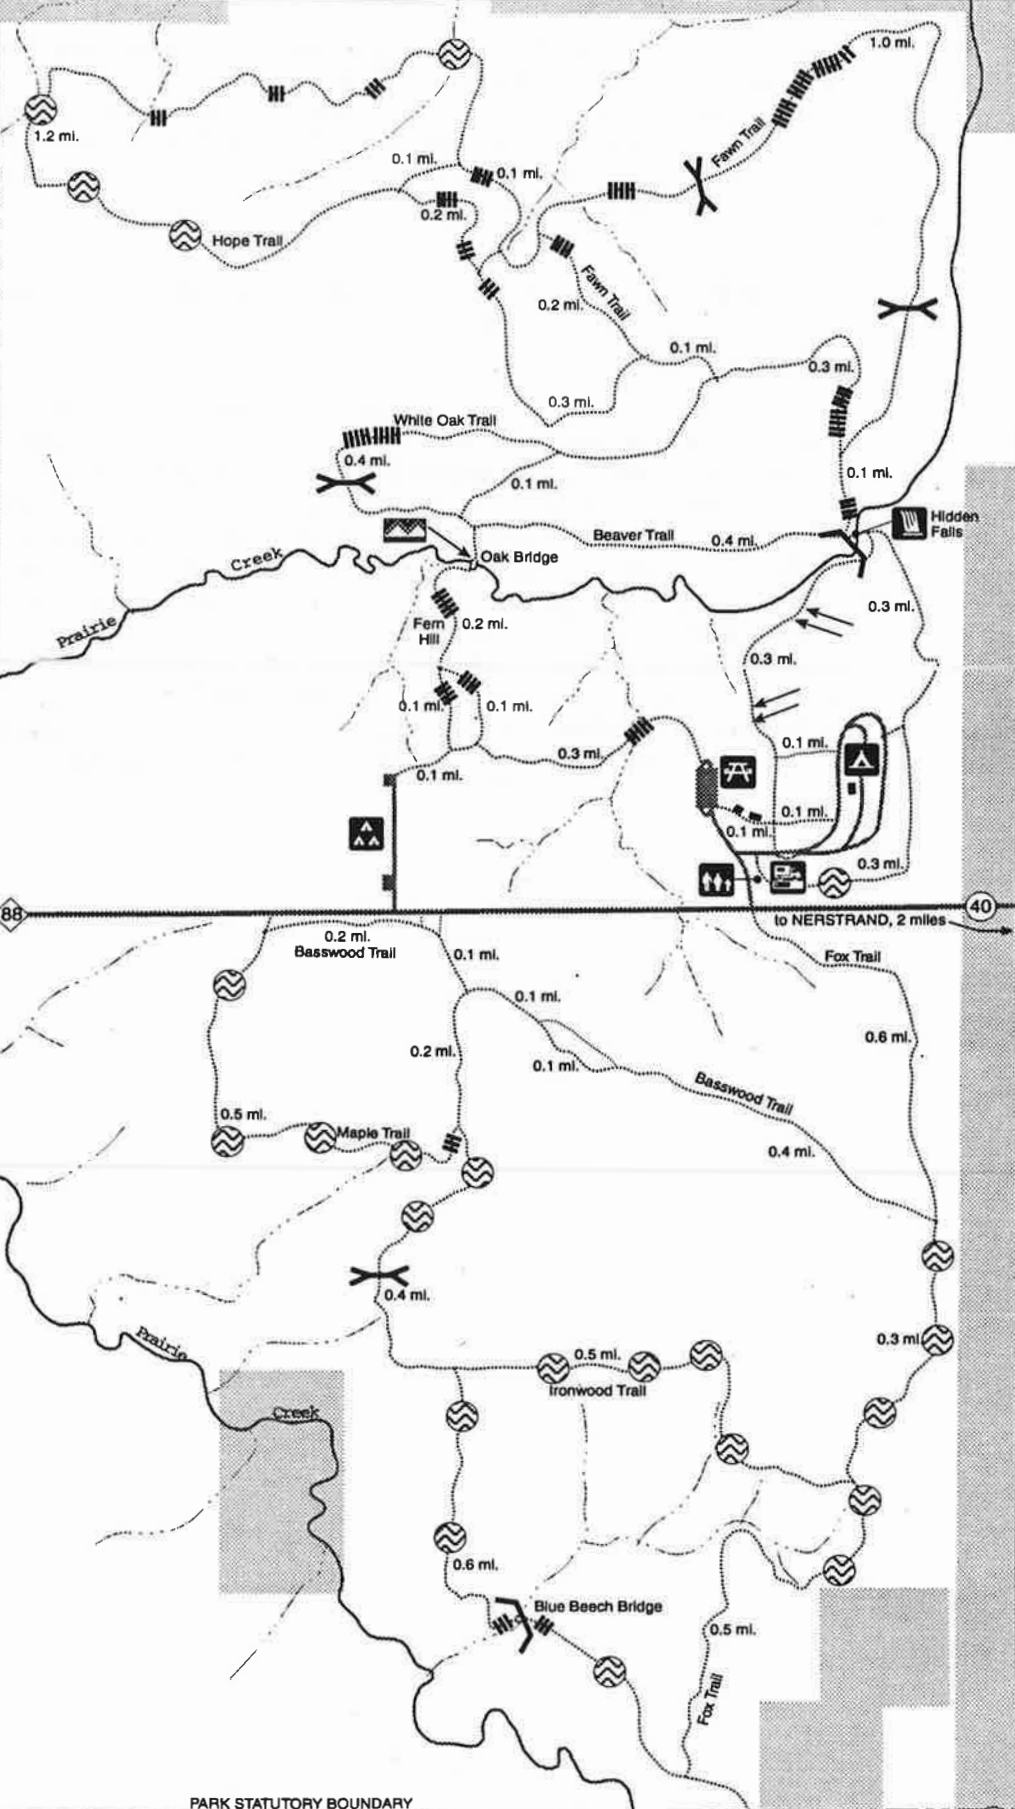 1.0 mi.
1.2 mi.
Fawn Trail
0.1 mi.
0.1 mi.
0.2 mi.
Hope Trail
Fawn Trail
0.2 mi.
0.1 mi.
0.3 mi.
0.3 mi.
White Oak Trail
0.4 mi.
0.1 mi.
0.1 mi.
Hidden
Falls
Beaver Trail
0.4 mi.
Oak Bridge
Prairie Creek
0.3 mi.
Fern
Hill
0.2 mi.
0.3 mi.
0.1 mi.
0.1 mi.
0.1 mi.
0.3 mi.
0.1 mi.
0.1 mi.
0.1 mi.
0.3 mi.
88
40
to NERSTRAND, 2 miles
0.2 mi.
Basswood Trail
0.1 mi.
Fox Trail
0.1 mi.
0.6 mi.
0.2 mi.
0.1 mi.
Basswood Trail
0.5 mi.
Maple Trail
0.4 mi.
0.4 mi.
Prairie
0.3 mi.
0.5 mi.
Ironwood Trail
Creek
0.6 mi.
Blue Beech Bridge
0.5 mi.
Fox Trail
PARK STATUTORY BOUNDARY